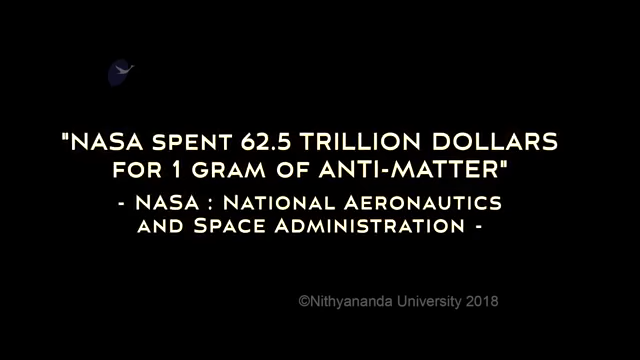 "NASA SPENT 62.5 TRILLION DOLLARS
FOR 1 GRAM OF ANTI-MATTER"
- NASA : NATIONAL AERONAUTICS
AND SPACE ADMINISTRATION -
©Nithyananda University 2018